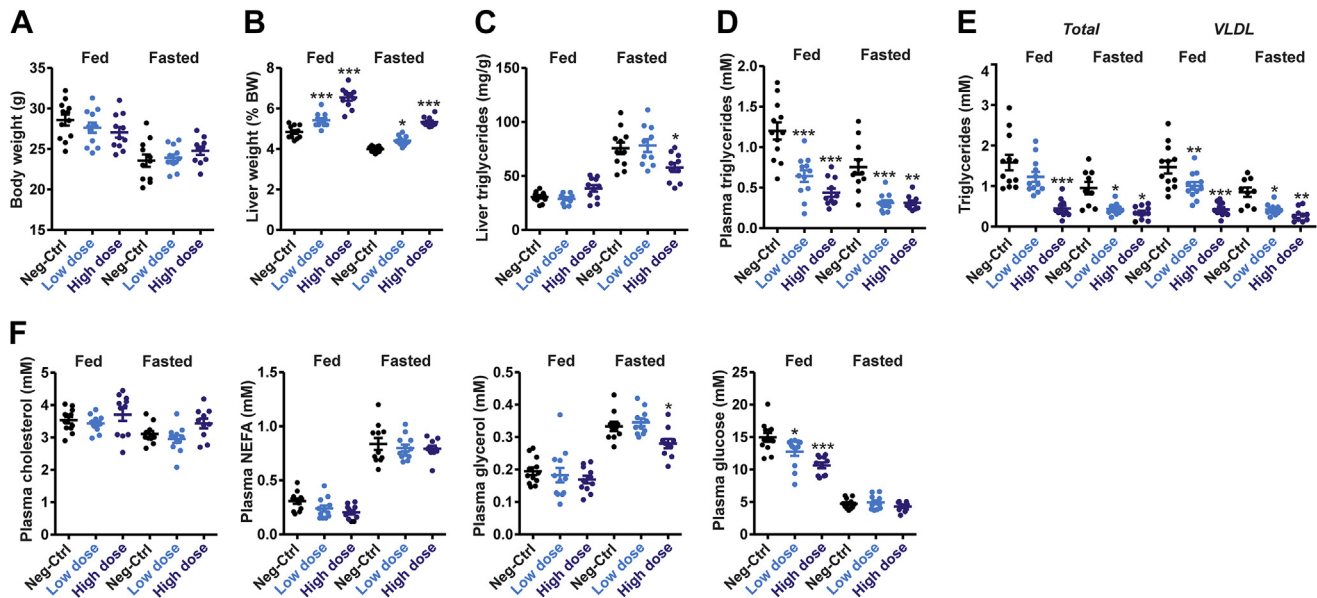 A
Fed Fasted
Body weight (g)
35
30
25
20
15
Neg-Ctrl
Low dose
High dose
Neg-Ctrl
Low dose
High dose
B
Fed Fasted
Liver weight (% BW)
8
6
4
2
0
*** *** * ***
Neg-Ctrl
Low dose
High dose
Neg-Ctrl
Low dose
High dose
C
Fed Fasted
Liver triglycerides (mg/g)
150
100
50
0
*
Neg-Ctrl
Low dose
High dose
Neg-Ctrl
Low dose
High dose
D
Fed Fasted
Plasma triglycerides (mM)
2.0
1.5
1.0
0.5
0.0
*** *** *** **
Neg-Ctrl
Low dose
High dose
Neg-Ctrl
Low dose
High dose
E
Total VLDL
Fed Fasted Fed Fasted
Triglycerides (mM)
4
3
2
1
0
*** * * ** *** * **
Neg-Ctrl
Low dose
High dose
Neg-Ctrl
Low dose
High dose
Neg-Ctrl
Low dose
High dose
Neg-Ctrl
Low dose
High dose
F
Fed Fasted
Plasma cholesterol (mM)
5
4
3
2
1
0
Neg-Ctrl
Low dose
High dose
Neg-Ctrl
Low dose
High dose
Fed Fasted
Plasma NEFA (mM)
1.5
1.0
0.5
0.0
Neg-Ctrl
Low dose
High dose
Neg-Ctrl
Low dose
High dose
Fed Fasted
Plasma glycerol (mM)
0.5
0.4
0.3
0.2
0.1
0.0
*
Neg-Ctrl
Low dose
High dose
Neg-Ctrl
Low dose
High dose
Fed Fasted
Plasma glucose (mM)
25
20
15
10
5
0
* ***
Neg-Ctrl
Low dose
High dose
Neg-Ctrl
Low dose
High dose